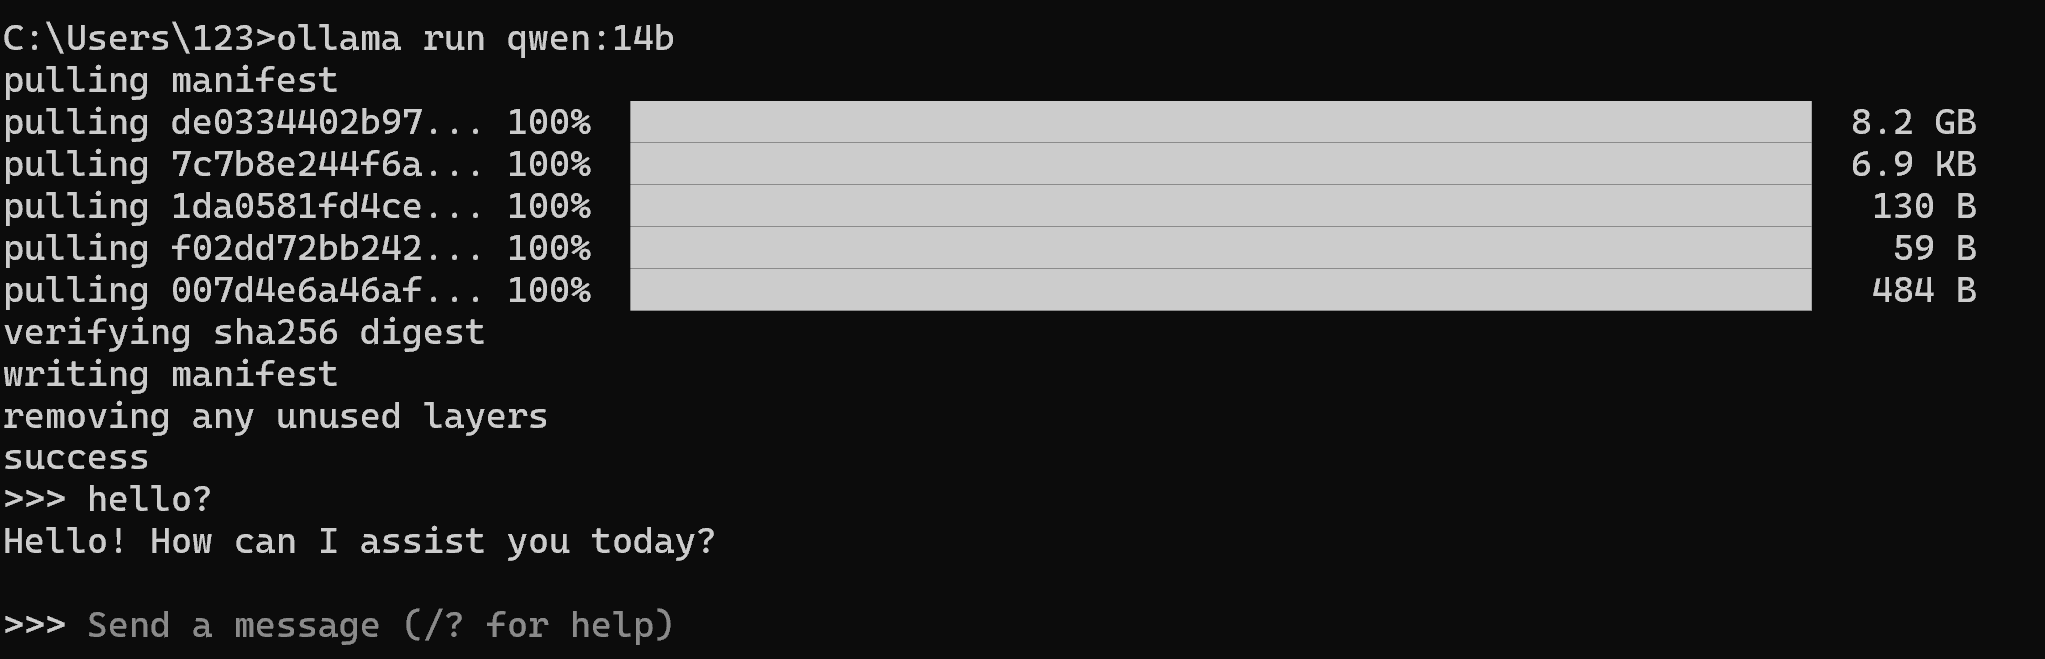 C:\Users\123>ollama run qwen:14b
pulling manifest
pulling de0334402b97... 100% 8.2 GB
pulling 7c7b8e244f6a... 100% 6.9 KB
pulling 1da0581fd4ce... 100% 130 B
pulling f02dd72bb242... 100% 59 B
pulling 007d4e6a46af... 100% 484 B
verifying sha256 digest
writing manifest
removing any unused layers
success
>>> hello?
Hello! How can I assist you today?
>>> Send a message (/? for help)